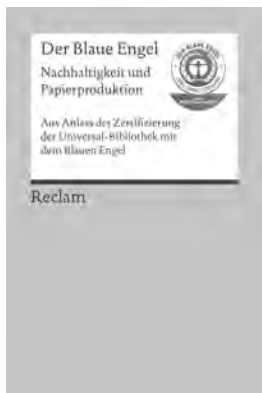 Der Blaue Engel
Nachhaltigkeit und
Papierproduktion
Aus Anlass der Zertifizierung
der Universal-Bibliothek mit
dem Blauen Engel
Reclam